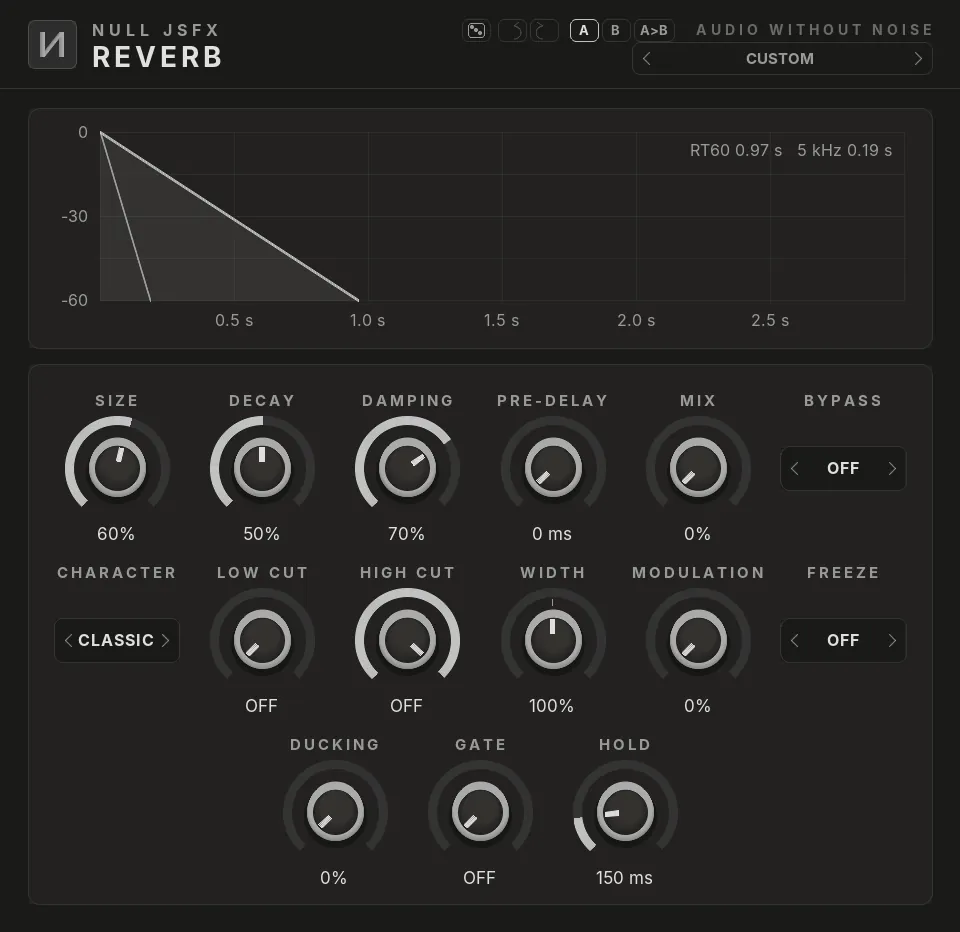 NULL JSFX
REVERB
A B A>B
AUDIO WITHOUT NOISE
CUSTOM
0
-30
-60
RT60 0.97 s 5 kHz 0.19 s
0.5 s 1.0 s 1.5 s 2.0 s 2.5 s
SIZE DECAY DAMPING PRE-DELAY MIX BYPASS
OFF
60% 50% 70% 0 ms 0%
CHARACTER LOW CUT HIGH CUT WIDTH MODULATION FREEZE
CLASSIC OFF
OFF OFF 100% 0%
DUCKING GATE HOLD
0% OFF 150 ms